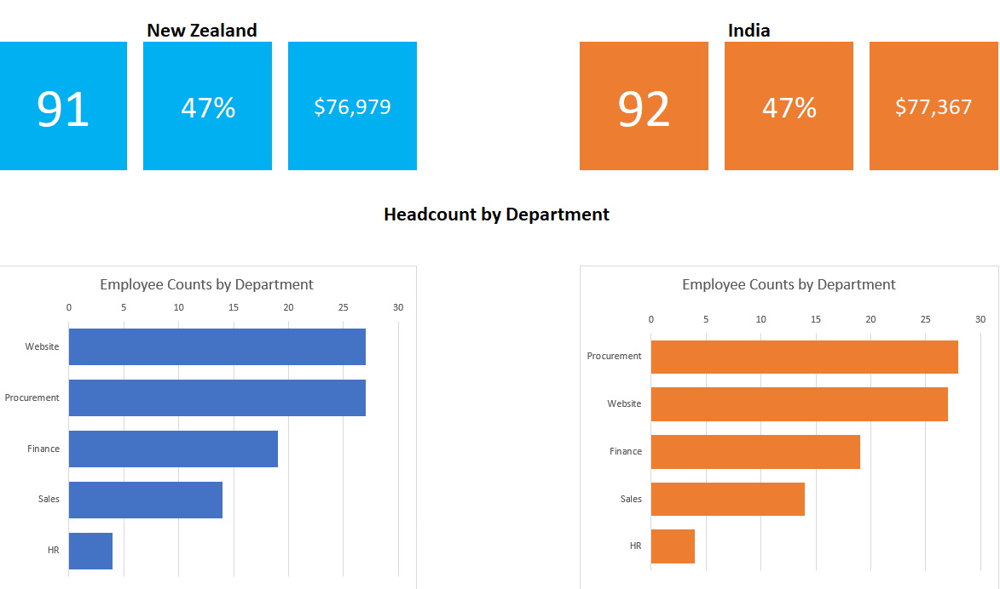 New Zealand
India
91
47%
$76,979
92
47%
$77,367
Headcount by Department
Employee Counts by Department
0 5 10 15 20 25 30
Website
Procurement
Finance
Sales
HR
Employee Counts by Department
0 5 10 15 20 25 30
Procurement
Website
Finance
Sales
HR